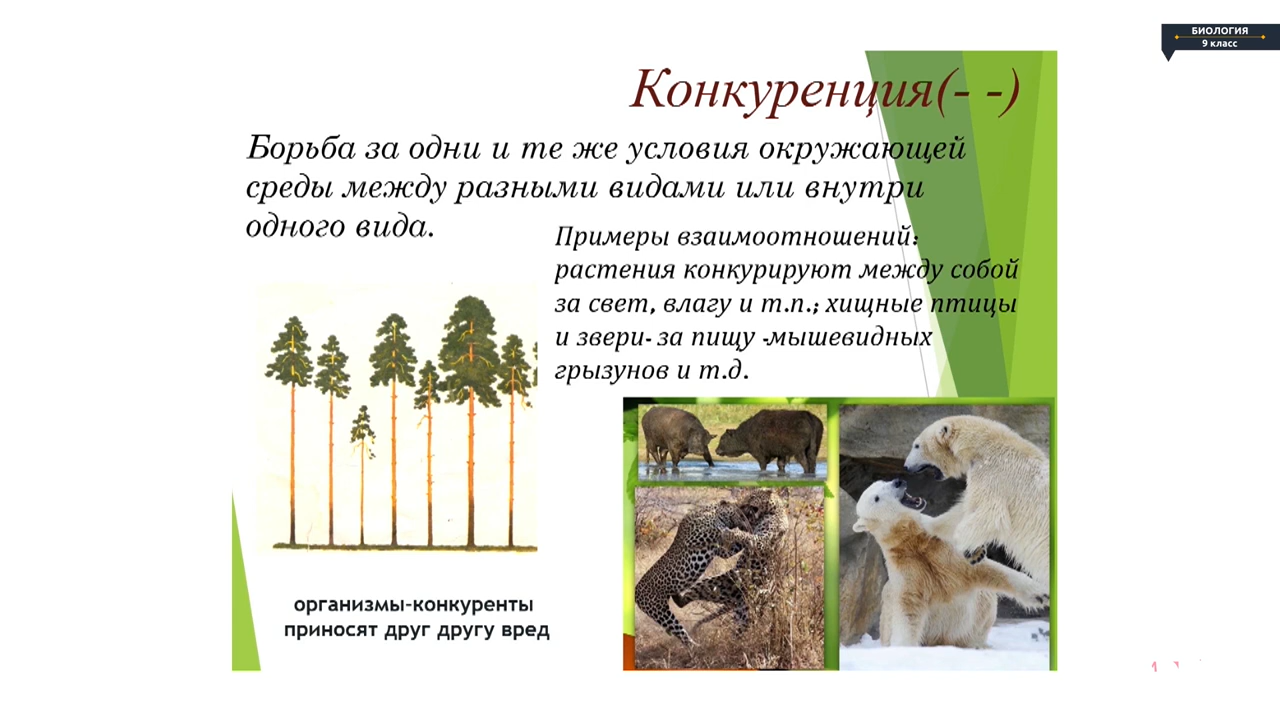 БИОЛОГИЯ
9 класс
Конкуренция(- -)
Борьба за одни и те же условия окружающей
среды между разными видами или внутри
одного вида.
Примеры взаимоотношений:
растения конкурируют между собой
за свет, влагу и т.п.; хищные птицы
и звери- за пищу -мышевидных
грызунов и т.д.
организмы-конкуренты
приносят друг другу вред